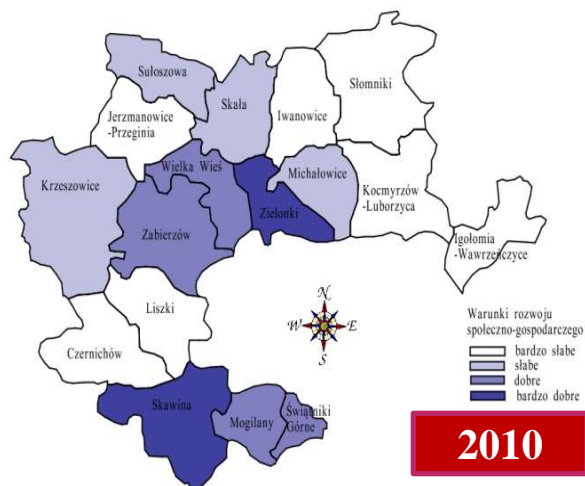 Sułoszowa
Skała
Słomniki
Iwanowice
Jerzmanowice
-Przeginia
Wielka Wieś
Michałowice
Krzeszowice
Kocmyrzów
-Luborzyca
Zielonki
Zabierzów
Igołomia
-Wawrzeńczyce
Liszki
Czernichów
N
W
E
S
Warunki rozwoju
społeczno-gospodarczego
bardzo słabe
słabe
dobre
bardzo dobre
Skawina
Mogilany
Świątniki
Górne
2010